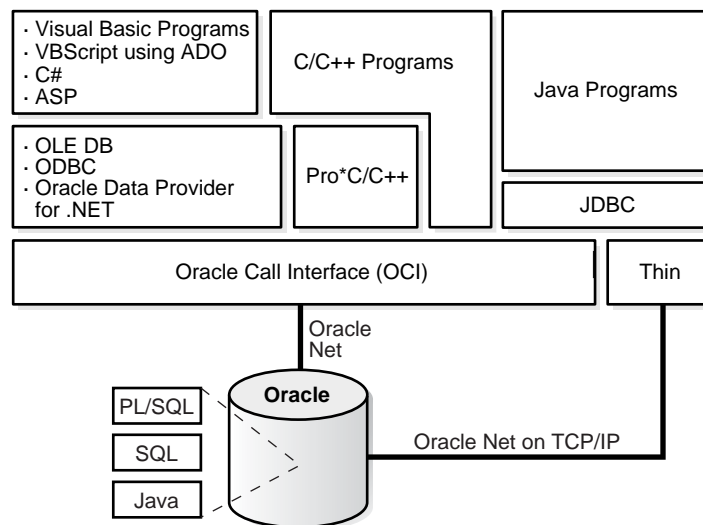 · Visual Basic Programs
· VBScript using ADO
· C#
· ASP
C/C++ Programs
Java Programs
· OLE DB
· ODBC
· Oracle Data Provider
for .NET
Pro*C/C++
JDBC
Oracle Call Interface (OCI)
Thin
Oracle
Net
Oracle
PL/SQL
SQL
Java
Oracle Net on TCP/IP